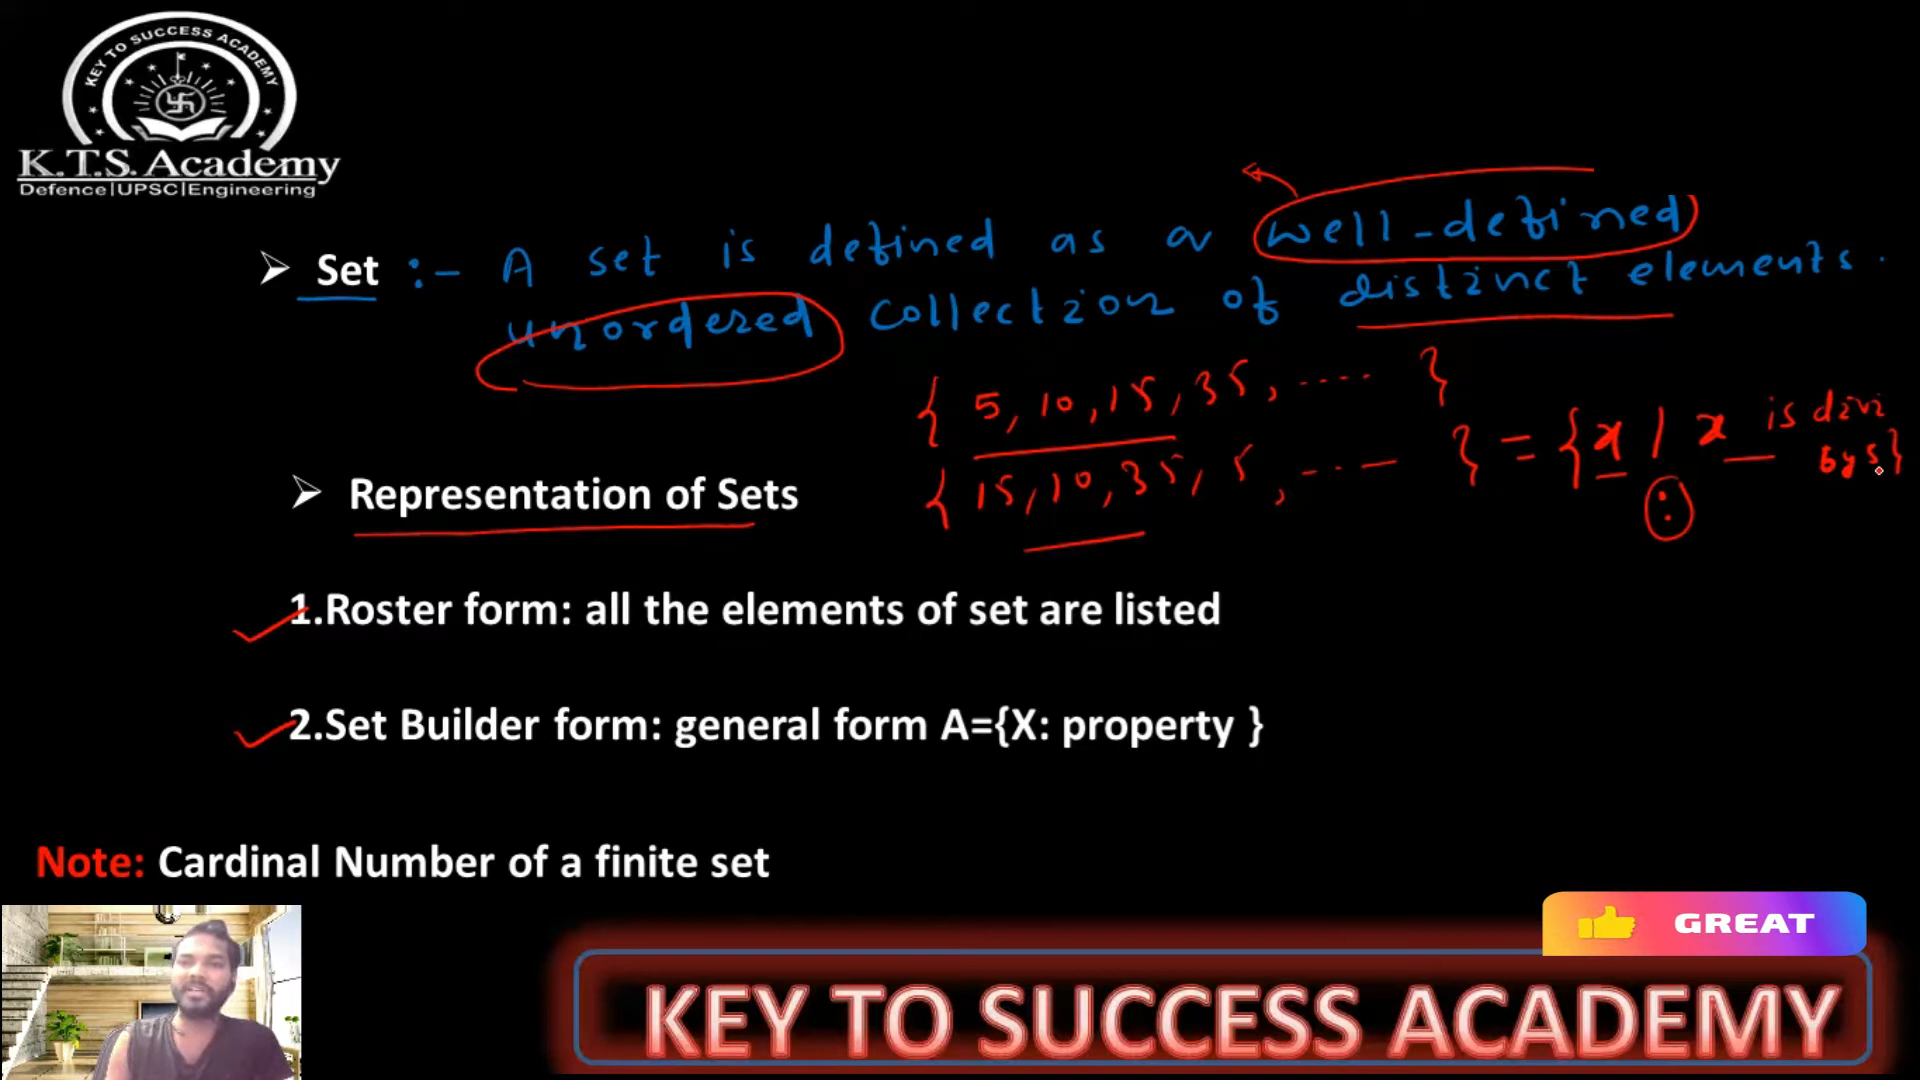 KEY TO SUCCESS ACADEMY
K.T.S. Academy
Defence|UPSC|Engineering
Set :- A set is defined as a well-defined
unordered collection of distinct elements.
{ 5, 10, 15, 35, .... }
{ 15, 10, 35, 5, .... } = { x / x is divi
by 5}
:
Representation of Sets
1.Roster form: all the elements of set are listed
2.Set Builder form: general form A={X: property }
Note: Cardinal Number of a finite set
GREAT
KEY TO SUCCESS ACADEMY